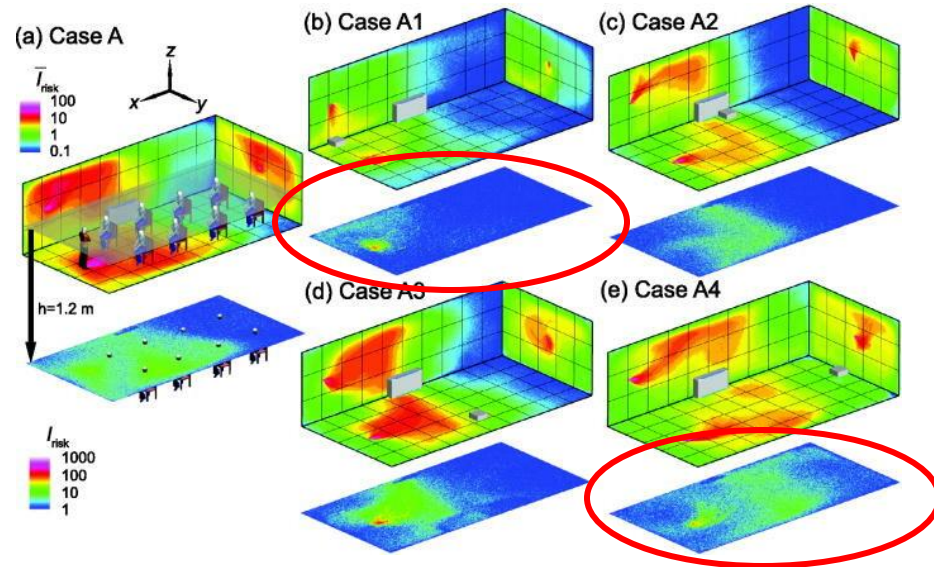 (a) Case A
z
x
y
I̅risk
100
10
1
0.1
h=1.2 m
Irisk
1000
100
10
1
(b) Case A1
(c) Case A2
(d) Case A3
(e) Case A4